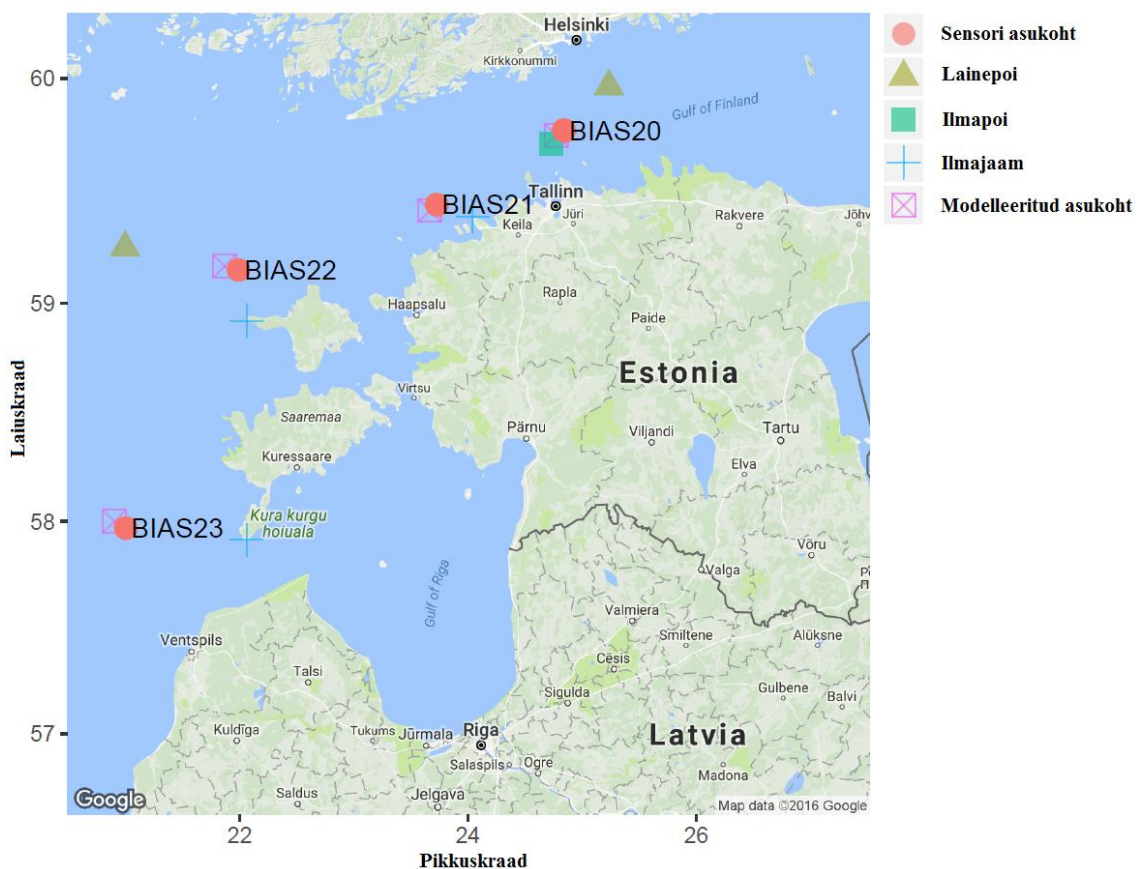 Helsinki
Kirkkonummi
60
Gulf of Finland
BIAS20
Tallinn
BIAS21
Jüri
Keila
Rakvere
Jõhv
BIAS22
59
Haapsalu
Rapla
Paide
Estonia
Virtsu
Saaremaa
Pärnu
Viljandi
Tartu
Kuressaare
Elva
58
BIAS23
Kura kurgu
hoiuala
Võru
Valga
Gulf of Riga
Valmiera
Smiltene
Alūksne
Ventspils
Cēsis
Talsi
Sigulda
Gulbene
Balvi
57
Kuldīga
Tukums
Jūrmala
Riga
Latvia
Salaspils
Ogre
Madona
Saldus
Jelgava
Google
Map data ©2016 Google
22
24
26
Laiuskraad
Pikkuskraad
Sensori asukoht
Lainepoi
Ilmapoi
Ilmajaam
Modelleeritud asukoht